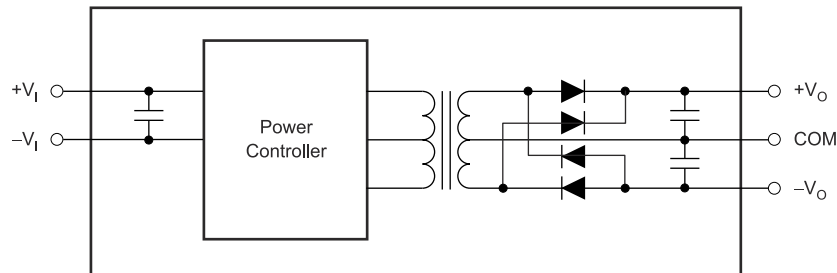 +V_I
−V_I
Power
Controller
+V_O
COM
−V_O